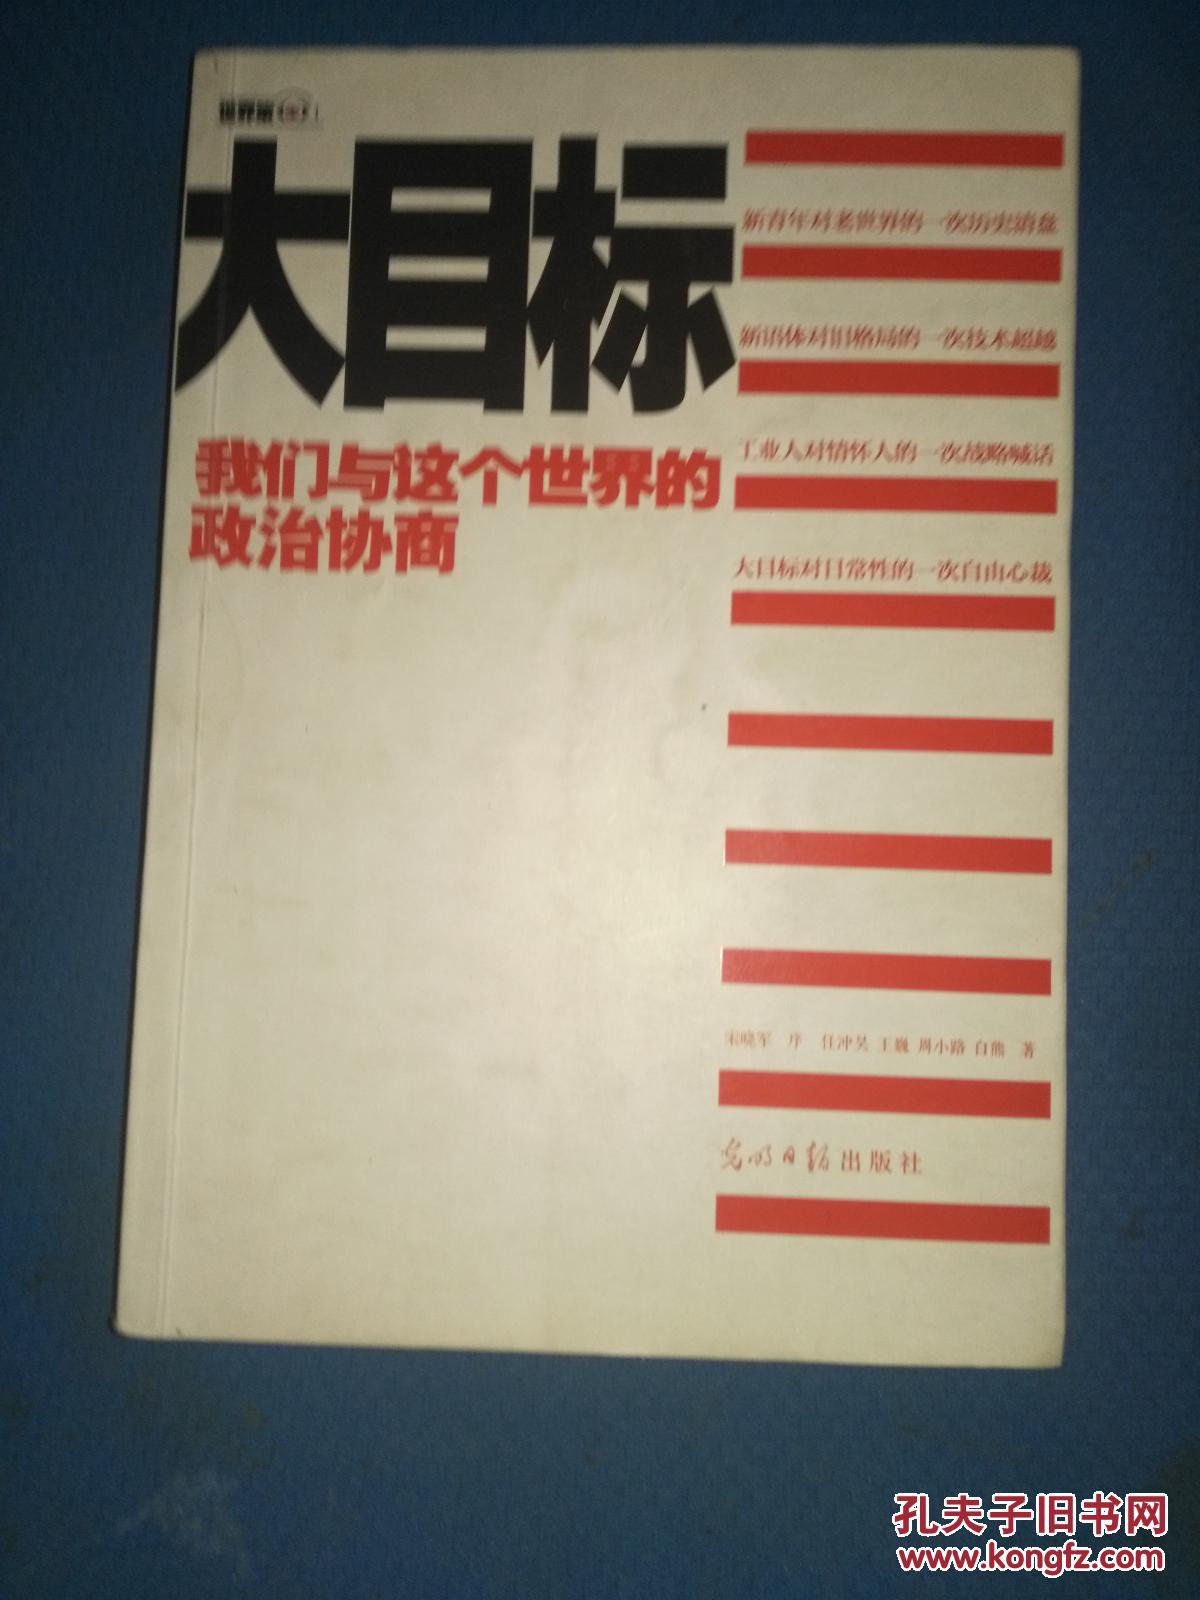 大目标
我们与这个世界的
政治协商
新青年对老世界的一次历史清盘
新语体对旧格局的一次技术超越
工业人对情怀人的一次战略喊话
大目标对日常性的一次自由心裁
宋晓军 序 任冲昊 王巍 周小路 白熊 著
光明日报出版社
孔夫子旧书网
www.kongfz.com